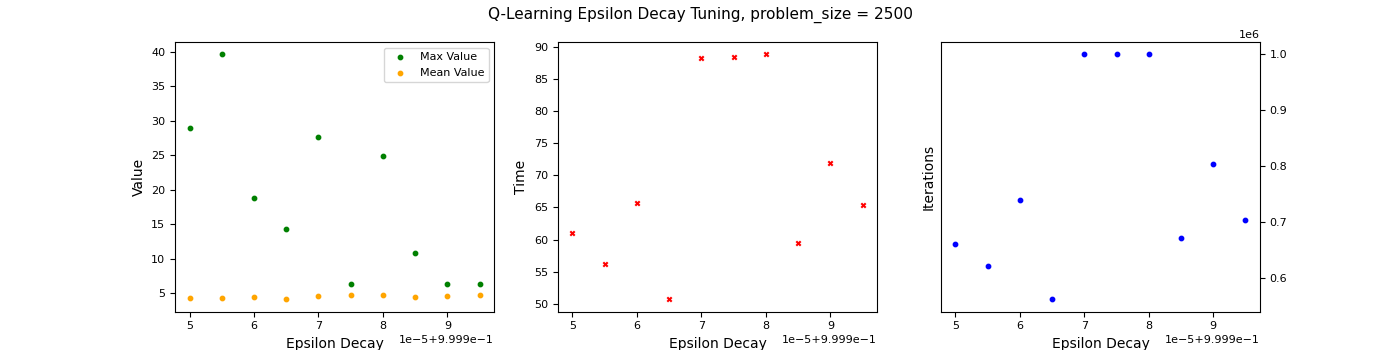 Q-Learning Epsilon Decay Tuning, problem_size = 2500
Value
40
35
30
25
20
15
10
5
Max Value
Mean Value
5 6 7 8 9
1e-5+9.999e-1
Epsilon Decay
Time
90
85
80
75
70
65
60
55
50
5 6 7 8 9
1e-5+9.999e-1
Epsilon Decay
Iterations
1e6
1.0
0.9
0.8
0.7
0.6
5 6 7 8 9
1e-5+9.999e-1
Epsilon Decay